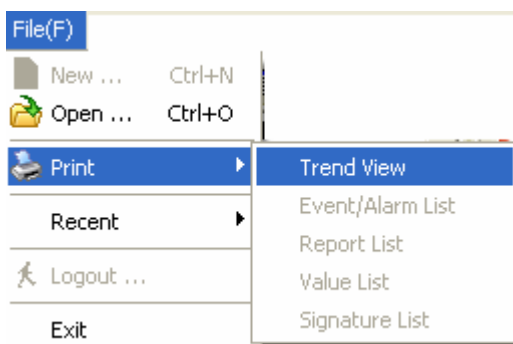 File(F)
New ... Ctrl+N
Open ... Ctrl+O
Print
Recent
Logout ...
Exit
Trend View
Event/Alarm List
Report List
Value List
Signature List